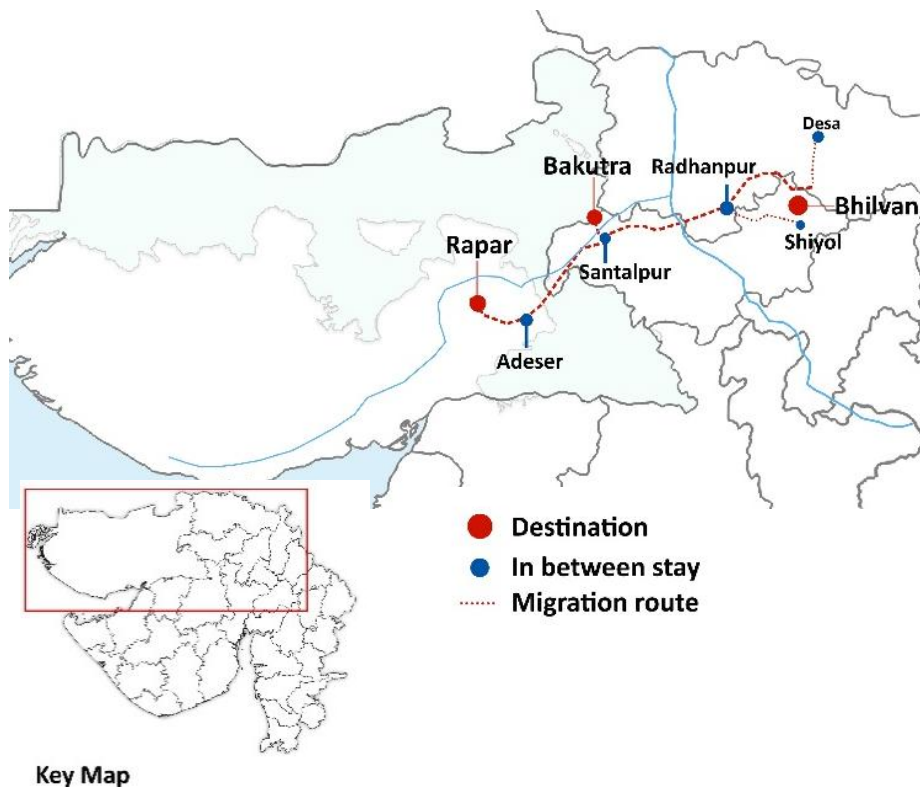 Desa
Bakutra
Radhanpur
Bhilvan
Rapar
Shiyol
Santalpur
Adeser
Destination
In between stay
Migration route
Key Map